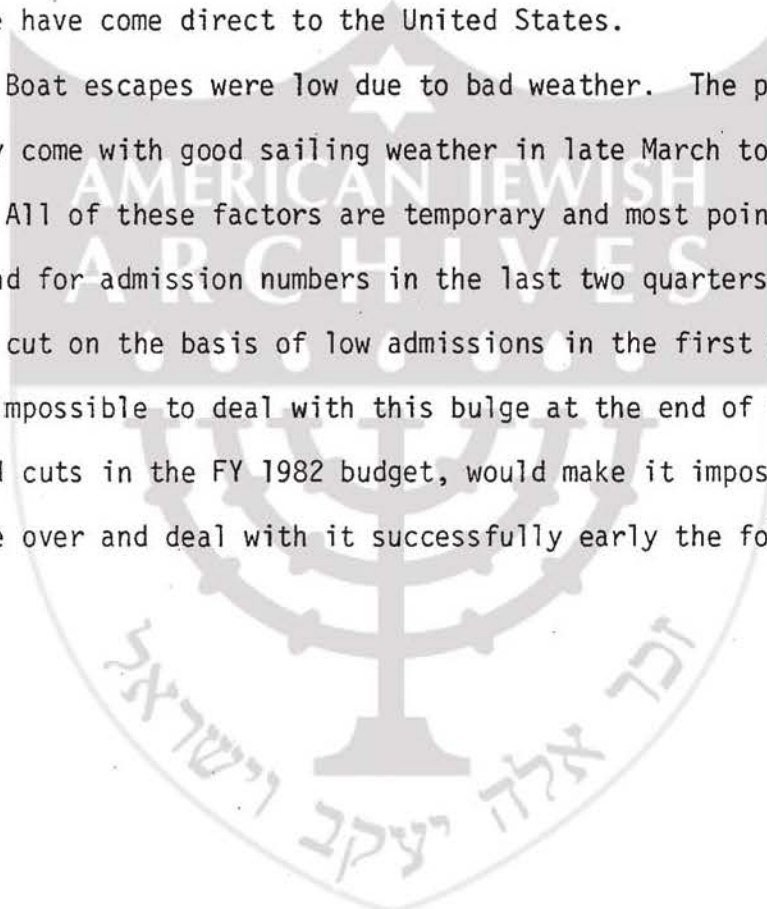 have come direct to the United States.
Boat escapes were low due to bad weather. The p
come with good sailing weather in late March to
AMERICAN JEWISH
All of these factors are temporary and most poin
for admission numbers in the last two quarters
ARCHIVES
cut on the basis of low admissions in the first
mpossible to deal with this bulge at the end of
cuts in the FY 1982 budget, would make it impos
over and deal with it successfully early the fo
זכר אלה יעקב וישראל